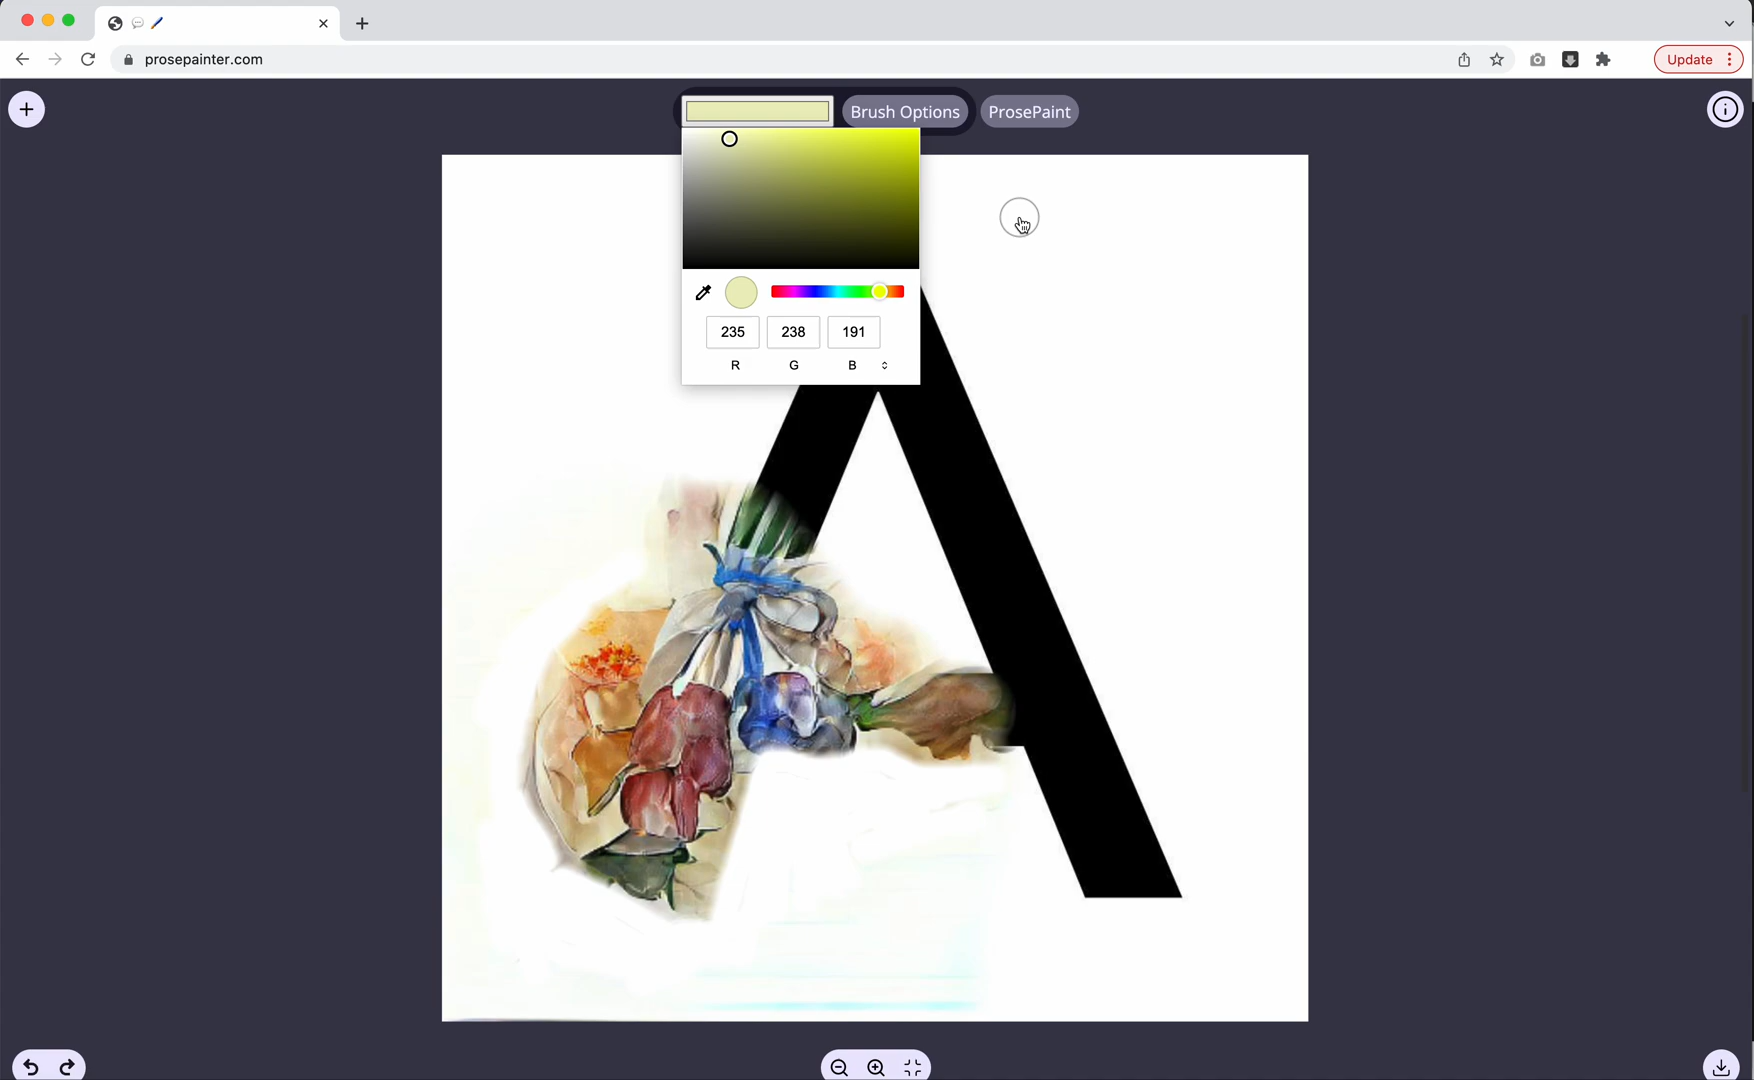 prosepainter.com
Update
Brush Options
ProsePaint
235 238 191
R G B
A